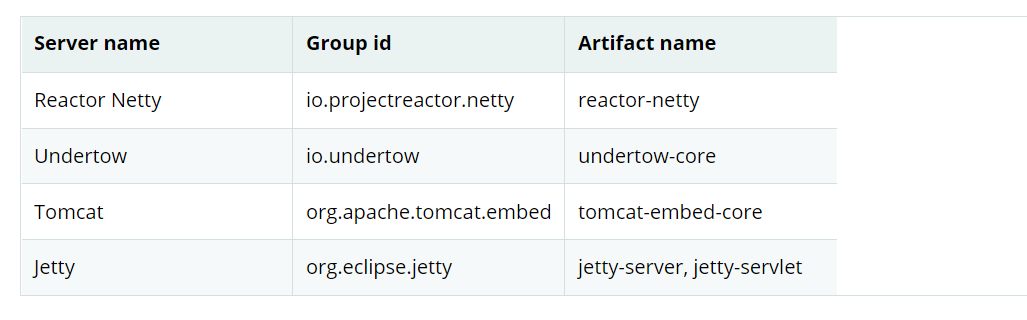 Server name Group id Artifact name
Reactor Netty io.projectreactor.netty reactor-netty
Undertow io.undertow undertow-core
Tomcat org.apache.tomcat.embed tomcat-embed-core
Jetty org.eclipse.jetty jetty-server, jetty-servlet